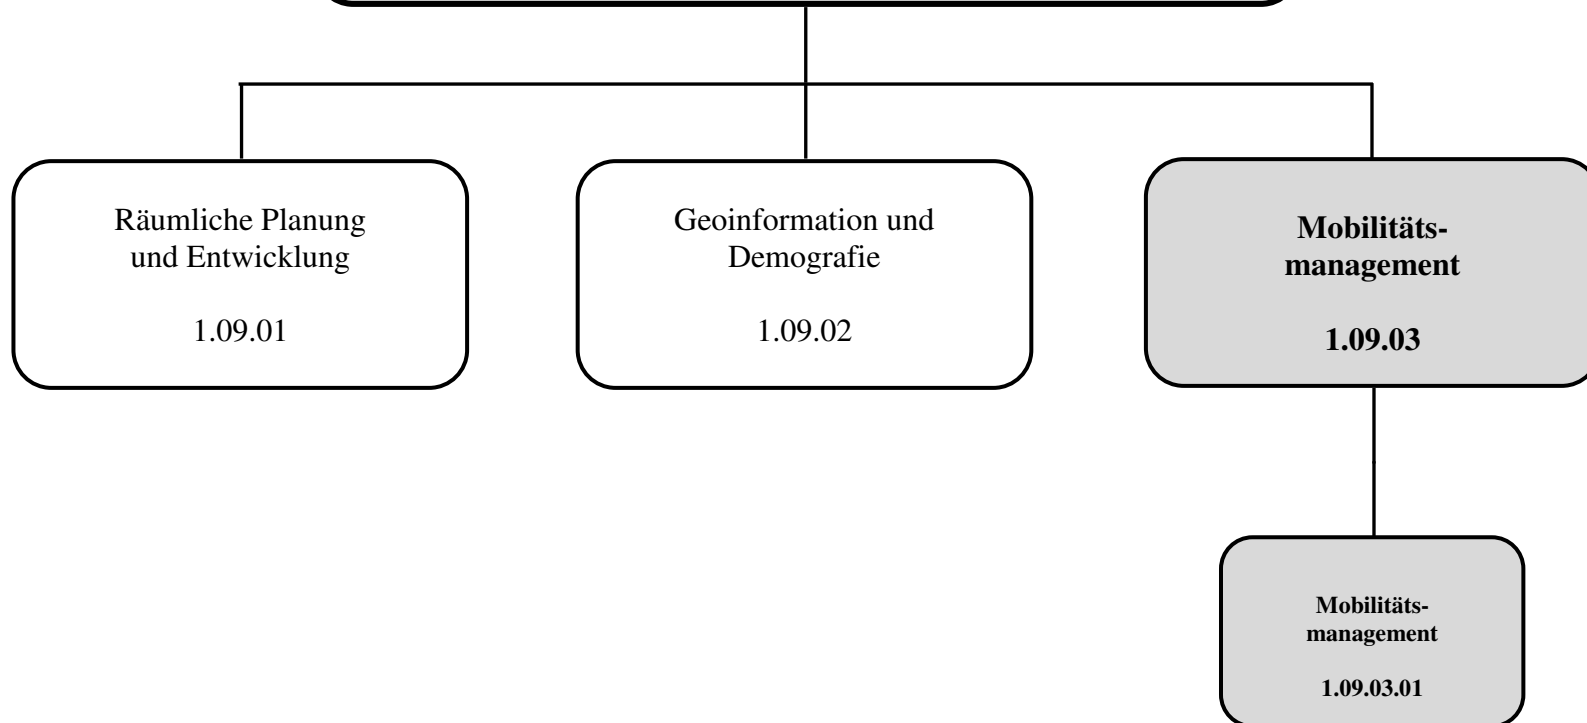 Räumliche Planung
und Entwicklung
1.09.01
Geoinformation und
Demografie
1.09.02
Mobilitäts-
management
1.09.03
Mobilitäts-
management
1.09.03.01